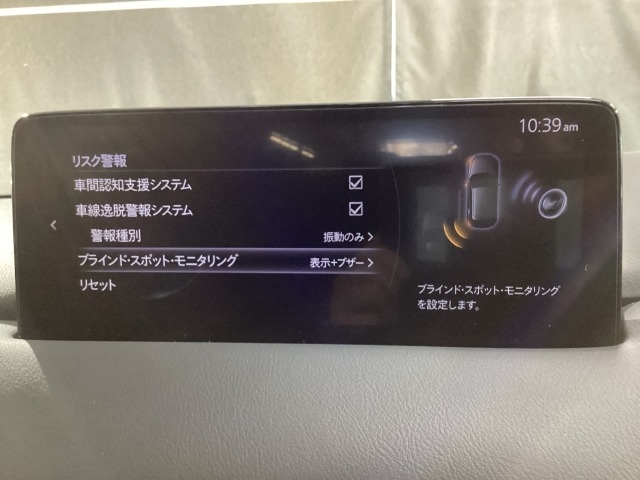 10:39 am
リスク警報
車間認知支援システム
車線逸脱警報システム
警報種別 振動のみ
ブラインド・スポット・モニタリング 表示+ブザー
リセット
ブラインド・スポット・モニタリング
を設定します。